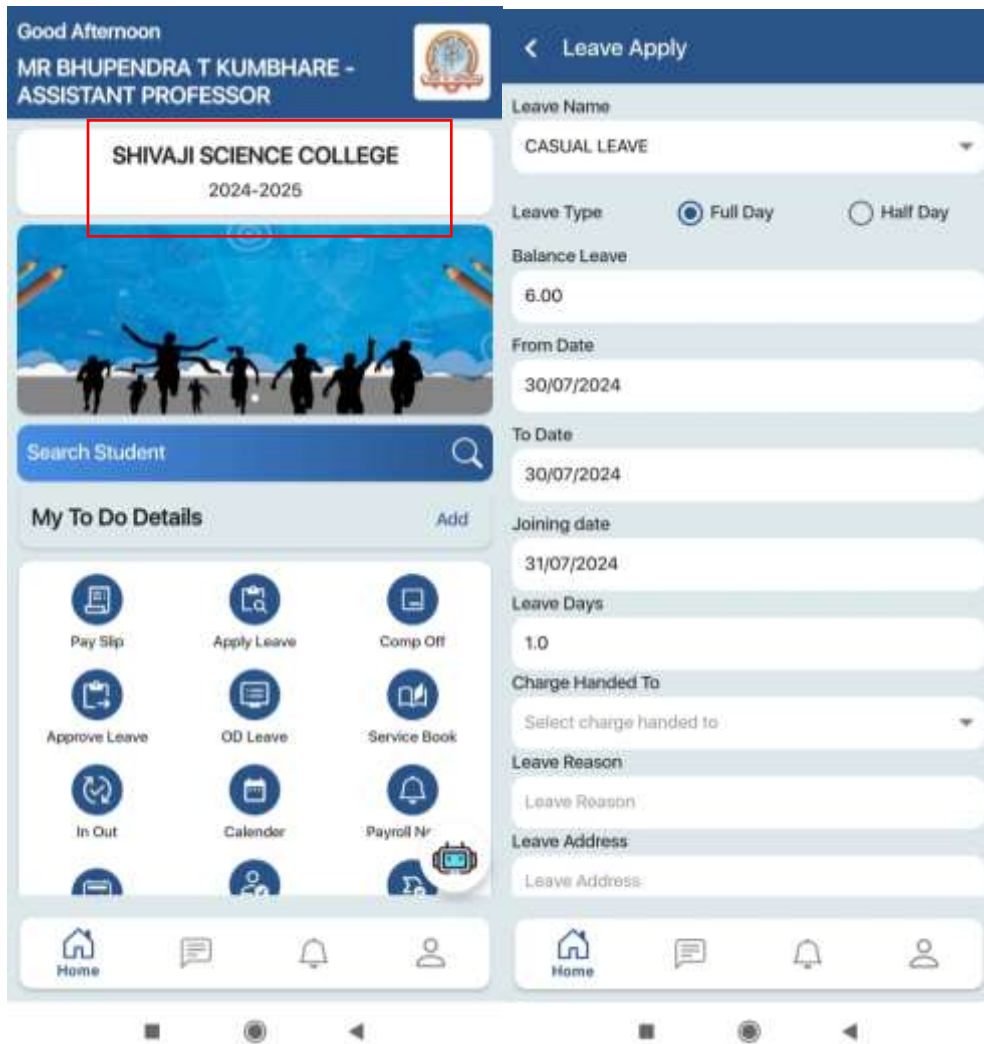 Good Afternoon
MR BHUPENDRA T KUMBHARE -
ASSISTANT PROFESSOR
SHIVAJI SCIENCE COLLEGE
2024-2025
Search Student
My To Do Details
Add
Pay Slip
Apply Leave
Comp Off
Approve Leave
OD Leave
Service Book
In Out
Calender
Payroll
Home
Leave Apply
Leave Name
CASUAL LEAVE
Leave Type
Full Day
Half Day
Balance Leave
6.00
From Date
30/07/2024
To Date
30/07/2024
Joining date
31/07/2024
Leave Days
1.0
Charge Handed To
Select charge handed to
Leave Reason
Leave Reason
Leave Address
Leave Address
Home